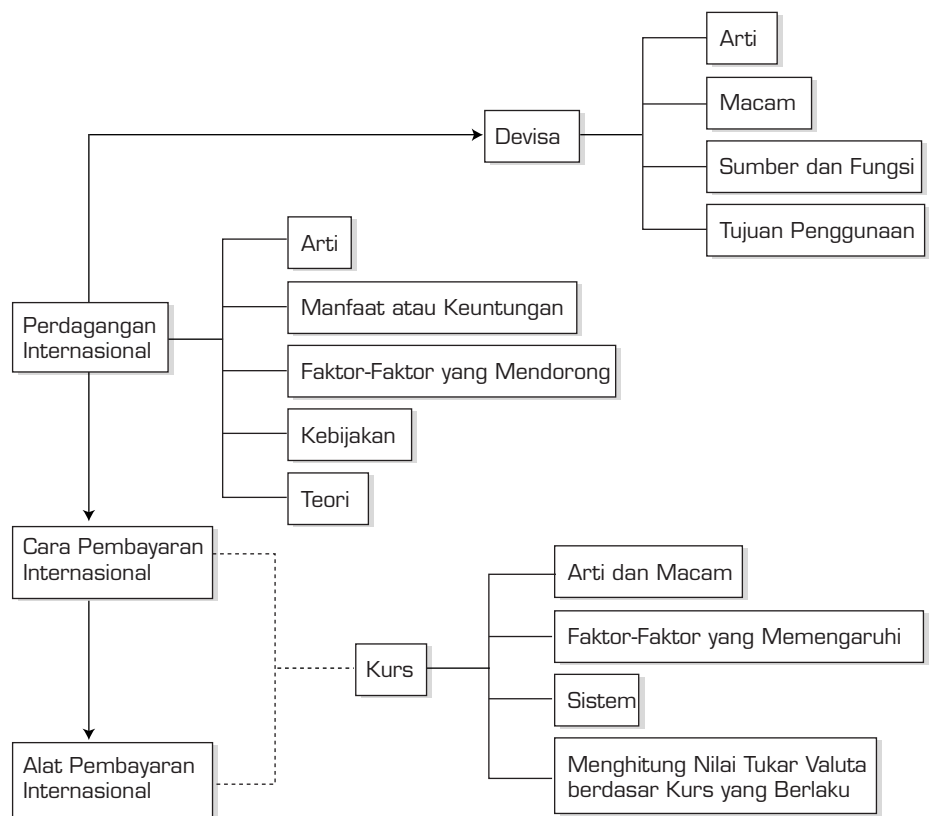 Arti
Macam
Devisa
Sumber dan Fungsi
Tujuan Penggunaan
Arti
Manfaat atau Keuntungan
Perdagangan
Internasional
Faktor-Faktor yang Mendorong
Kebijakan
Teori
Cara Pembayaran
Internasional
Arti dan Macam
Faktor-Faktor yang Memengaruhi
Kurs
Sistem
Menghitung Nilai Tukar Valuta
berdasar Kurs yang Berlaku
Alat Pembayaran
Internasional